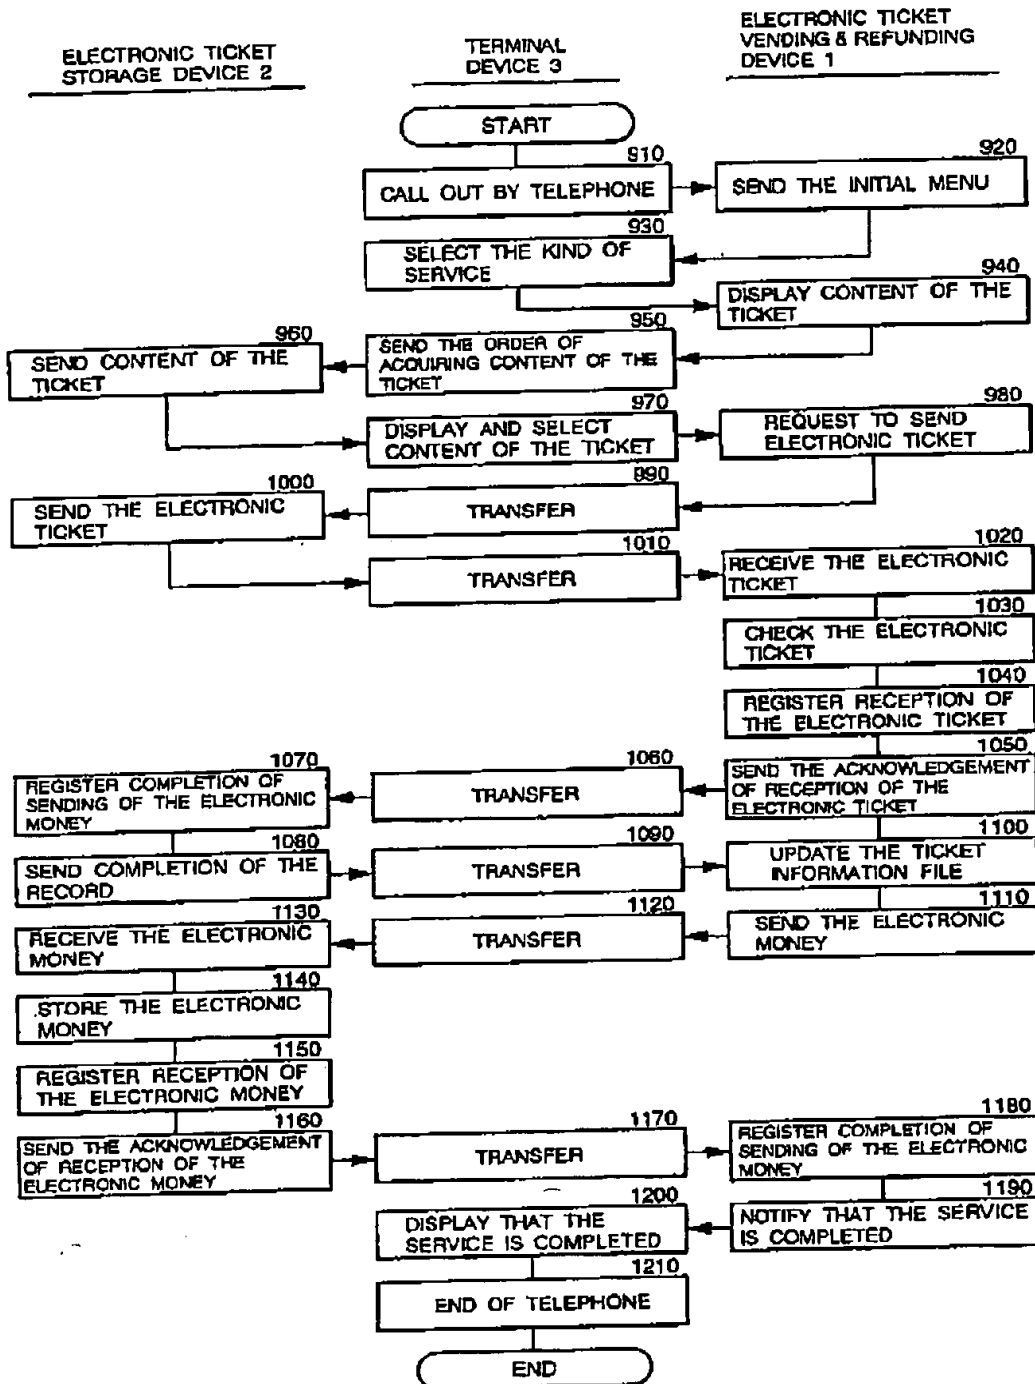 ELECTRONIC TICKET
STORAGE DEVICE 2
TERMINAL
DEVICE 3
ELECTRONIC TICKET
VENDING & REFUNDING
DEVICE 1
START
910
CALL OUT BY TELEPHONE
920
SEND THE INITIAL MENU
930
SELECT THE KIND OF
SERVICE
940
DISPLAY CONTENT OF THE
TICKET
950
SEND THE ORDER OF
ACQUIRING CONTENT OF THE
TICKET
960
SEND CONTENT OF THE
TICKET
970
DISPLAY AND SELECT
CONTENT OF THE TICKET
980
REQUEST TO SEND
ELECTRONIC TICKET
990
TRANSFER
1000
SEND THE ELECTRONIC
TICKET
1010
TRANSFER
1020
RECEIVE THE ELECTRONIC
TICKET
1030
CHECK THE ELECTRONIC
TICKET
1040
REGISTER RECEPTION OF
THE ELECTRONIC TICKET
1050
SEND THE ACKNOWLEDGEMENT
OF RECEPTION OF THE
ELECTRONIC TICKET
1060
TRANSFER
1070
REGISTER COMPLETION OF
SENDING OF THE ELECTRONIC
MONEY
1080
SEND COMPLETION OF THE
RECORD
1090
TRANSFER
1100
UPDATE THE TICKET
INFORMATION FILE
1110
SEND THE ELECTRONIC
MONEY
1120
TRANSFER
1130
RECEIVE THE ELECTRONIC
MONEY
1140
STORE THE ELECTRONIC
MONEY
1150
REGISTER RECEPTION OF
THE ELECTRONIC MONEY
1160
SEND THE ACKNOWLEDGEMENT
OF RECEPTION OF THE
ELECTRONIC MONEY
1170
TRANSFER
1180
REGISTER COMPLETION OF
SENDING OF THE ELECTRONIC
MONEY
1190
NOTIFY THAT THE SERVICE
IS COMPLETED
1200
DISPLAY THAT THE
SERVICE IS COMPLETED
1210
END OF TELEPHONE
END